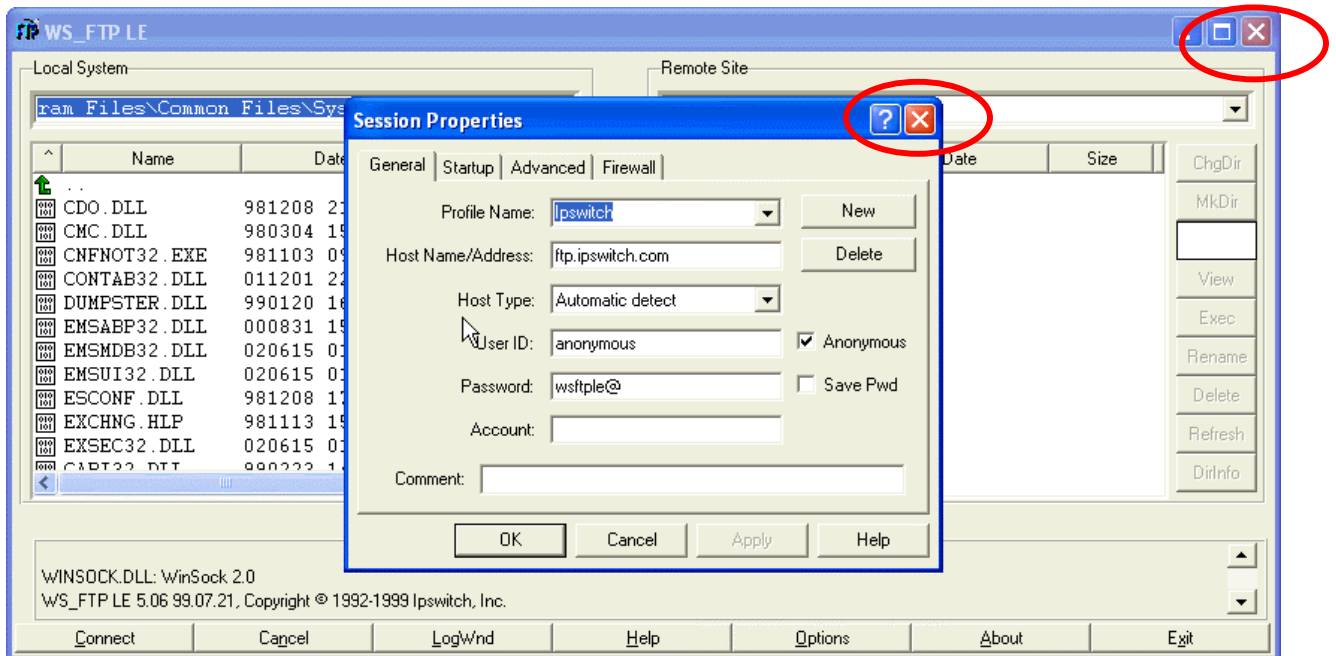 WS_FTP LE
Local System
Remote Site
ram Files\Common Files\Sys
Session Properties
^ Name Date
Date Size
ChgDir
General Startup Advanced Firewall
..
MkDir
CDO.DLL 981208 21
Profile Name: Ipswitch New
CMC.DLL 980304 15
CNFNOT32.EXE 981103 09
Host Name/Address: ftp.ipswitch.com Delete
CONTAB32.DLL 011201 22
View
DUMPSTER.DLL 990120 16
Host Type: Automatic detect
EMSABP32.DLL 000831 15
Exec
EMSMDB32.DLL 020615 01
User ID: anonymous Anonymous
Rename
EMSUI32.DLL 020615 01
Password: wsftple@ Save Pwd
ESCONF.DLL 981208 17
Delete
EXCHNG.HLP 981113 15
Account:
Refresh
EXSEC32.DLL 020615 01
GAPI32.DLL 990223 14
Comment:
DirInfo
OK Cancel Apply Help
WINSOCK.DLL: WinSock 2.0
WS_FTP LE 5.06 99.07.21, Copyright © 1992-1999 Ipswitch, Inc.
Connect Cancel LogWnd Help Options About Exit